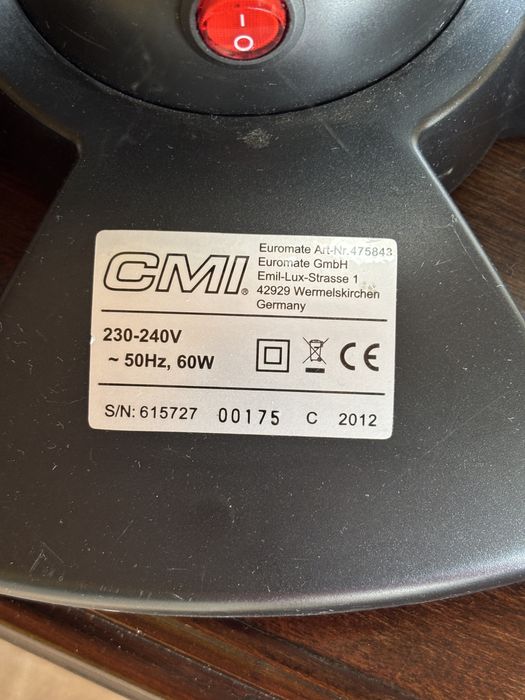 I
O
CMI®
Euromate Art-Nr.475843
Euromate GmbH
Emil-Lux-Strasse 1
42929 Wermelskirchen
Germany
230-240V
~ 50Hz, 60W
CE
S/N: 615727 00175 C 2012